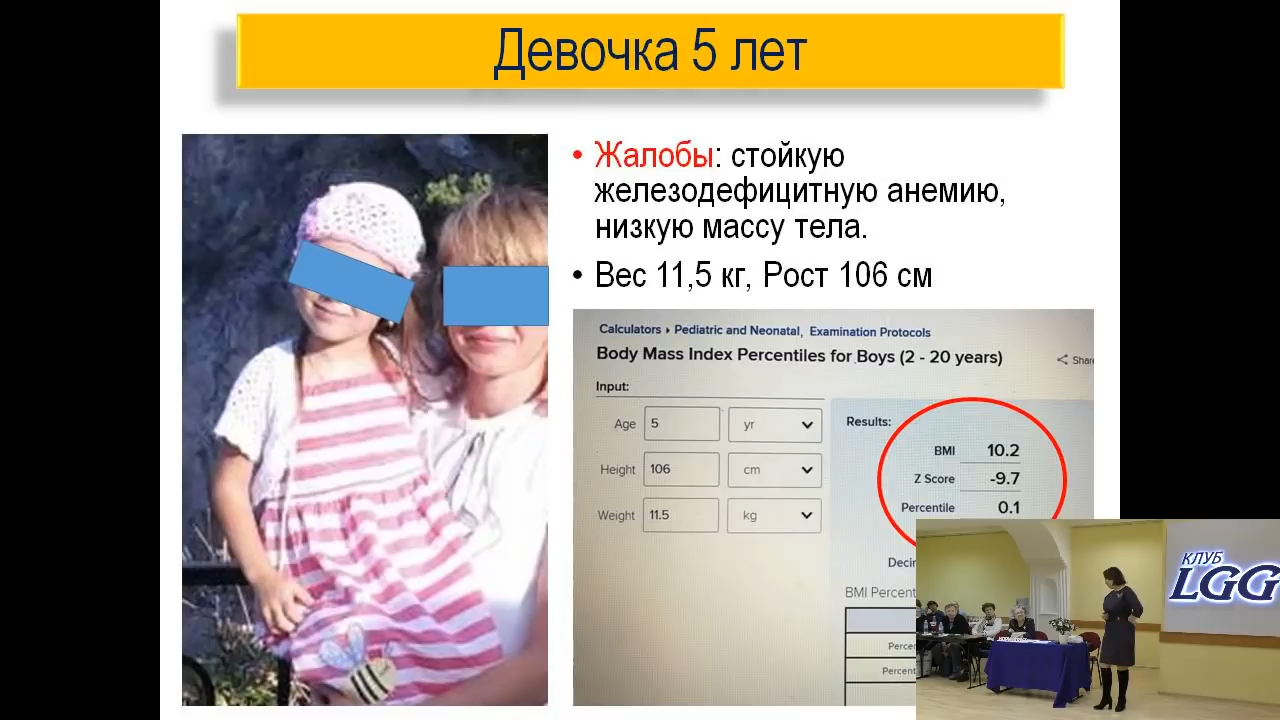 Девочка 5 лет
• Жалобы: стойкую
железодефицитную анемию,
низкую массу тела.
• Вес 11,5 кг, Рост 106 см
Calculators › Pediatric and Neonatal, Examination Protocols
Body Mass Index Percentiles for Boys (2 - 20 years)
Share
Input:
Age 5 yr
Height 106 cm
Weight 11.5 kg
Results:
BMI 10.2
Z Score -9.7
Percentile 0.1
Decir
BMI Percent
Perce
Percent
КЛУБ
LGG